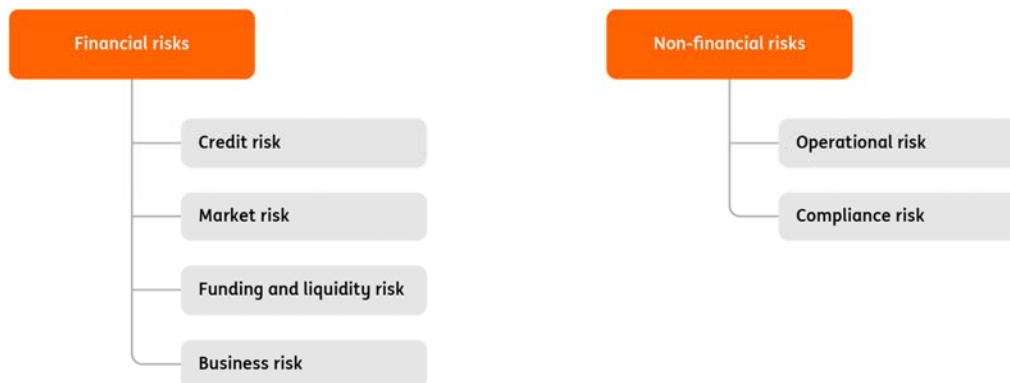 Financial risks
Credit risk
Market risk
Funding and liquidity risk
Business risk
Non-financial risks
Operational risk
Compliance risk